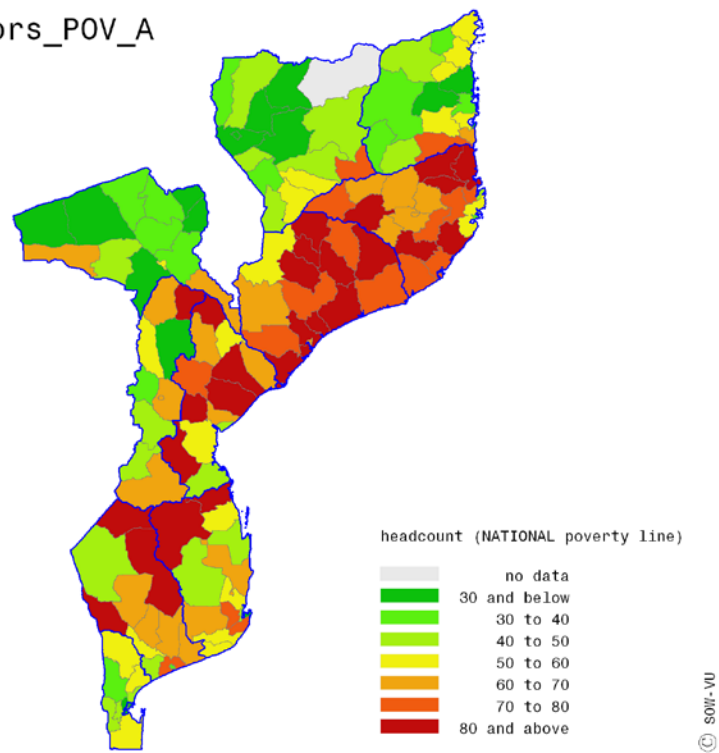 ors_POV_A
headcount (NATIONAL poverty line)
no data
30 and below
30 to 40
40 to 50
50 to 60
60 to 70
70 to 80
80 and above
© SOW-VU